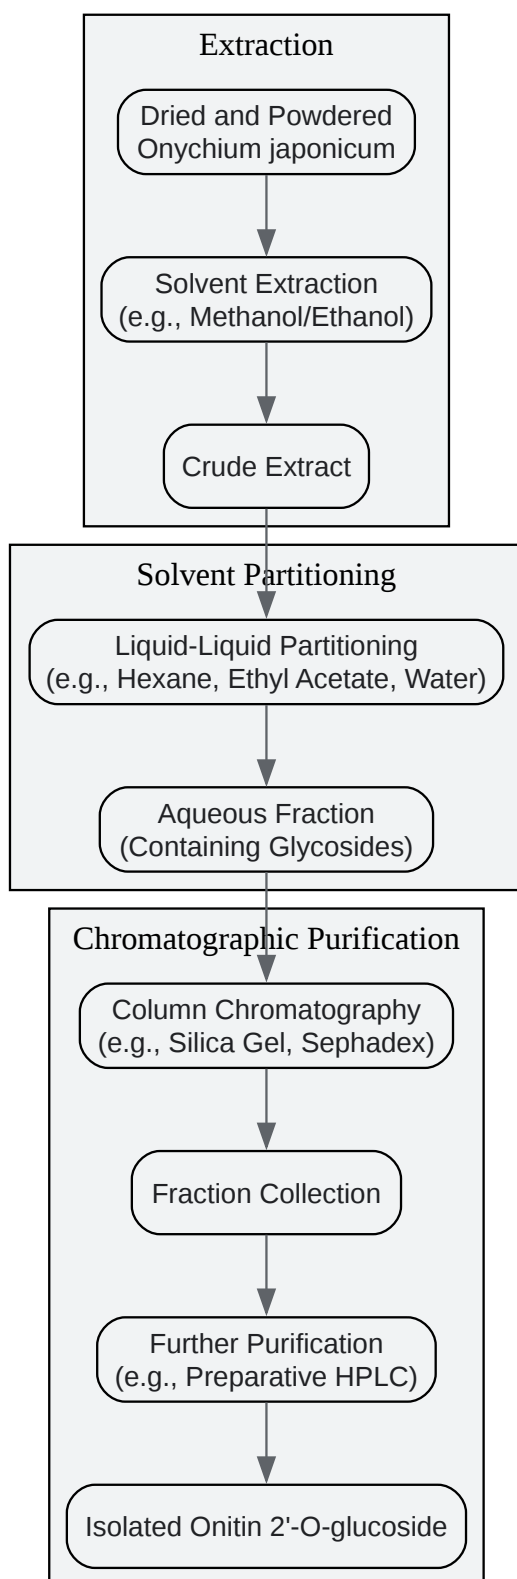 Extraction
Dried and Powdered
Onychium japonicum
Solvent Extraction
(e.g., Methanol/Ethanol)
Crude Extract
Solvent Partitioning
Liquid-Liquid Partitioning
(e.g., Hexane, Ethyl Acetate, Water)
Aqueous Fraction
(Containing Glycosides)
Chromatographic Purification
Column Chromatography
(e.g., Silica Gel, Sephadex)
Fraction Collection
Further Purification
(e.g., Preparative HPLC)
Isolated Onitin 2'-O-glucoside